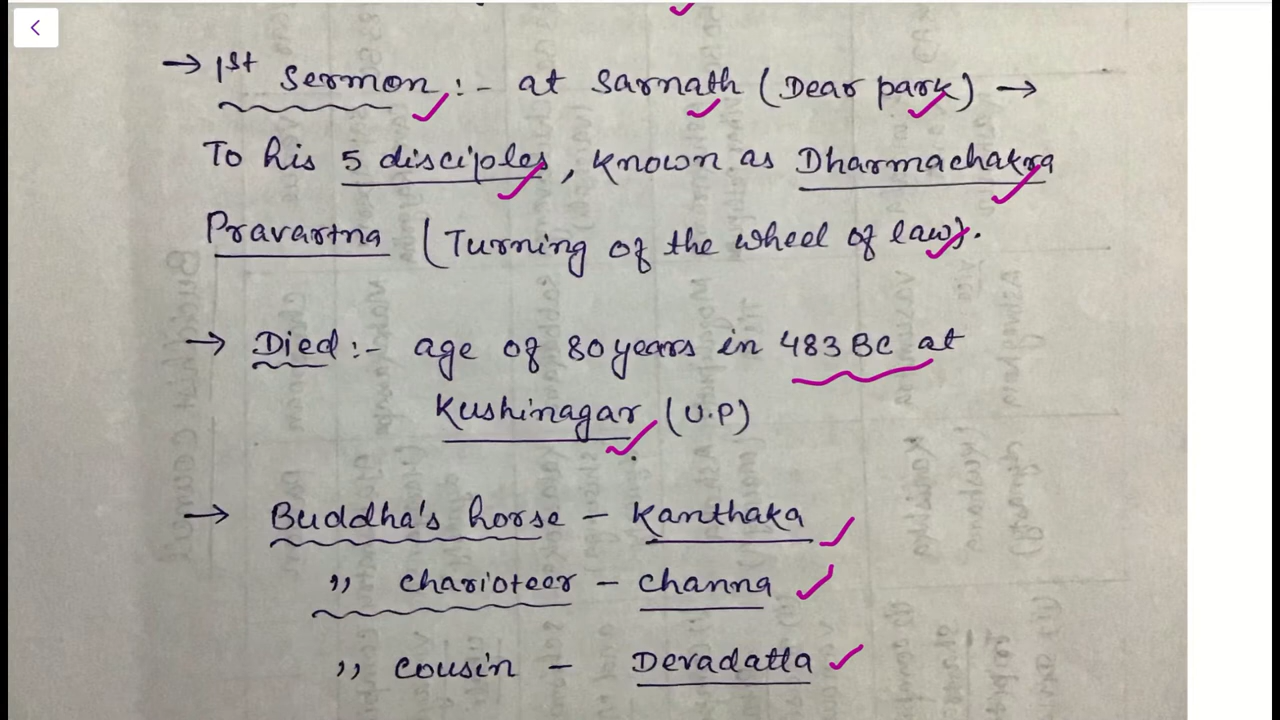 → 1st Sermon :- at Sarnath (Dear park) →
To his 5 disciples, known as Dharmachakra
Pravartna (Turning of the wheel of law).
→ Died :- age of 80 years in 483 BC at
Kushinagar (U.P)
→ Buddha's horse - Kanthaka
,, charioteer - channa
,, cousin - Devadatta